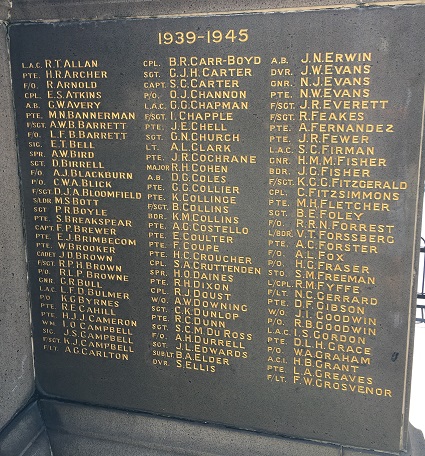 1939-1945
L.A.C. R.T ALLAN
PTE. H.R ARCHER
F/O. R.ARNOLD
CPL. E.S.ATKINS
A.B. G.W.AVERY
PTE. M.N.BANNERMAN
F/SGT. A.W.B.BARRETT
F/O. L.F.B.BARRETT
SIG. E.T.BELL
SPR. A.W.BIRD
SGT. D.BIRRELL
F/O. A.J.BLACKBURN
P/O. C.W.A.BLICK
F/SGT. D.J.A.BLOOMFIELD
SLDR M.S BOTT
SGT. P.R BOYLE
PTE. S.BREAKSPEAR
CAPT. F.P.BREWER
PTE. E.J.BRIMBECOM
PTE. W.BROOKER
CADET J.D.BROWN
F/SGT. R.P.H.BROWN
P/O. R.L.P.BROWNE
GNR. C.R.BULL
L.A.C. L.F.D.BULMER
P/O. K.G.BYRNES
PTE. R.E.CAHILL
PTE. H.J.J.CAMERON
I.O CAMPBELL
SIG. J.S.CAMPBELL
F/SGT. K.J.CAMPBELL
F/LT. A.G.CARLTON
CPL. B.R.CARR-BOYD
SGT. G.J.H.CARTER
CAPT. S.C.CARTER
P/O. O.J.CHANNON
L.A.C. G.G.CHAPMAN
F/SGT. I.CHAPPLE
PTE. J.E.CHELL
SGT. G.N.CHURCH
LT. A.L.CLARK
PTE. J.R.COCHRANE
MAJOR R.H.COHEN
A.B. D.G.COLES
PTE. C.G.COLLIER
PTE. K.COLLINGE
F/SGT. B.COLLINS
BDR. K.M.COLLINS
PTE. A.G.COSTELLO
PTE. E.COULTER
PTE. F.COUPE
PTE. H.C.CROUCHER
CPL. S.A.CRUTTENDEN
SPR. H.O.DAINES
PTE. R.H.DIXON
CPL. R.J.DOUST
W.O. A.W.DOWNING
SGT. C.K.DUNLOP
PTE. R.C.DUNN
SGT. S.C.M.DU ROSS
F/O. A.H.DURRELL
SGT. J.L.EDWARDS
SUB/LT B.A.ELDER
DVR. S.ELLIS
A.B. J.N.ERWIN
DVR. J.W.EVANS
GNR. N.J.EVANS
PTE. N.W.EVANS
F/SGT. J.R.EVERETT
F/SGT. R.FEAKES
PTE. A.FERNANDEZ
PTE. J.R.FEWER
L.A.C. S.C.FIRMAN
GNR. H.M.M.FISHER
BDR. J.G.FISHER
F/SGT. K.C.G.FITZGERALD
CPL. C.FITZSIMMONS
PTE. M.H.FLETCHER
SGT. B.E.FOLEY
F/O. R.R.N.FORREST
L/BDR. V.T.FORSSBERG
PTE. A.C.FORSTER
F/O. A.L.FOX
P/O. H.C.FRASER
STO. S.M.FREEMAN
L/CPL. R.M.FYFFE
F/LT. N.C.GERRARD
PTE. D.F.GIBSON
W/O. J.I.GOODWIN
P/O. R.B.GOODWIN
L.A.C. I.S.GORDON
PTE. D.L.H.GRACE
P/O. W.A.GRAHAM
A.C.1. H.B.GRANT
PTE. L.A.GREAVES
F/LT. F.W.GROSVENOR